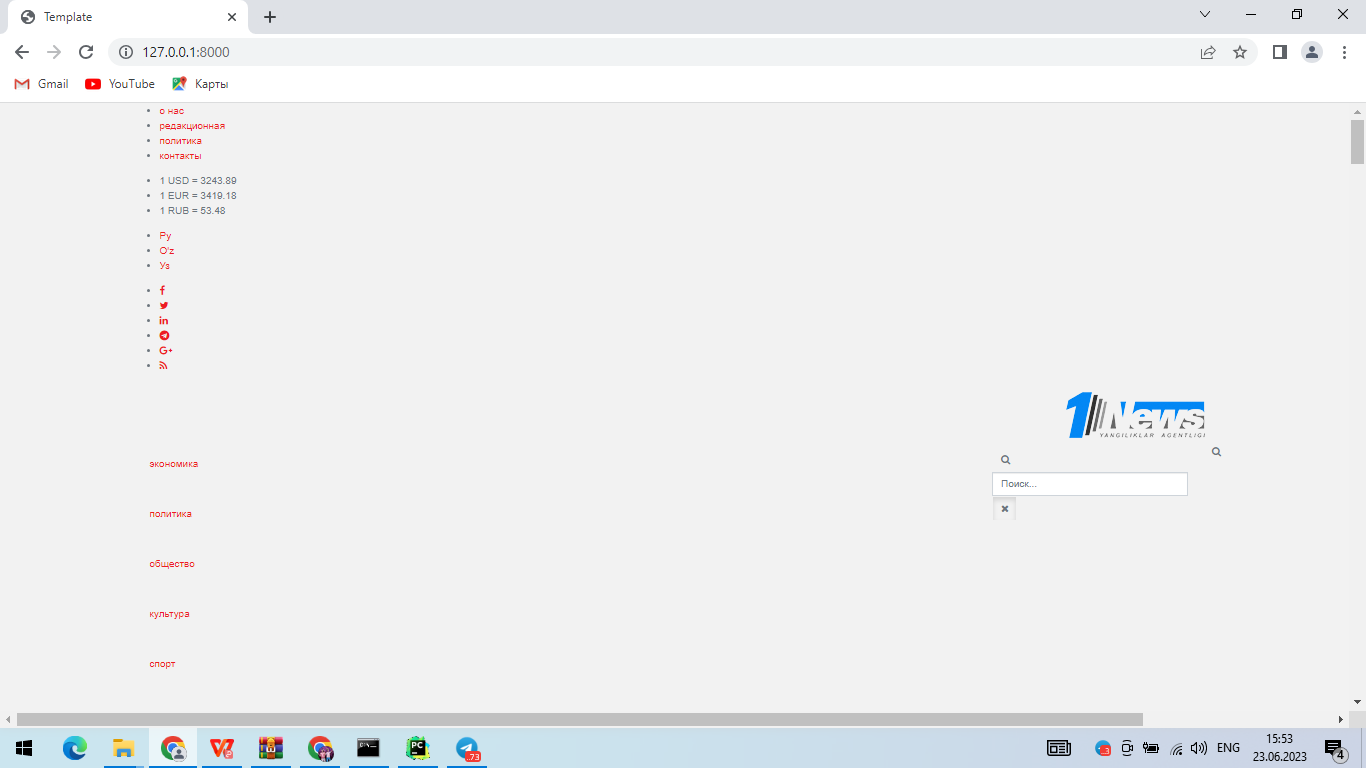 Template
127.0.0.1:8000
Gmail
YouTube
Карты
о нас
редакционная
политика
контакты
1 USD = 3243.89
1 EUR = 3419.18
1 RUB = 53.48
Ру
O'z
Уз
1News
YANGILIKLAR AGENTLIGI
экономика
Поиск...
политика
общество
культура
спорт
ENG
15:53
23.06.2023
4